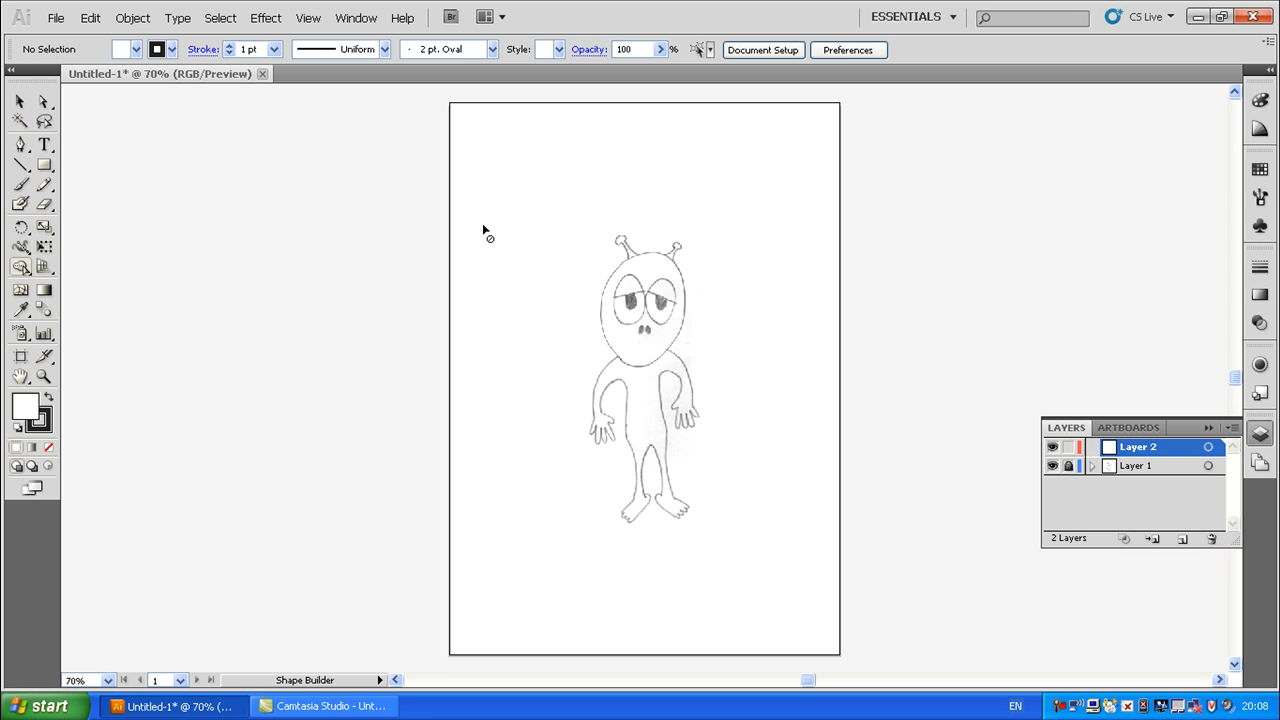 Ai File Edit Object Type Select Effect View Window Help Br ESSENTIALS CS Live
No Selection Stroke: 1 pt Uniform 2 pt. Oval Style: Opacity: 100 % Document Setup Preferences
Untitled-1* @ 70% (RGB/Preview)
T
LAYERS ARTBOARDS
Layer 2
Layer 1
2 Layers
70% 1 Shape Builder
start Untitled-1* @ 70% (... Camtasia Studio - Unt... EN 20:08